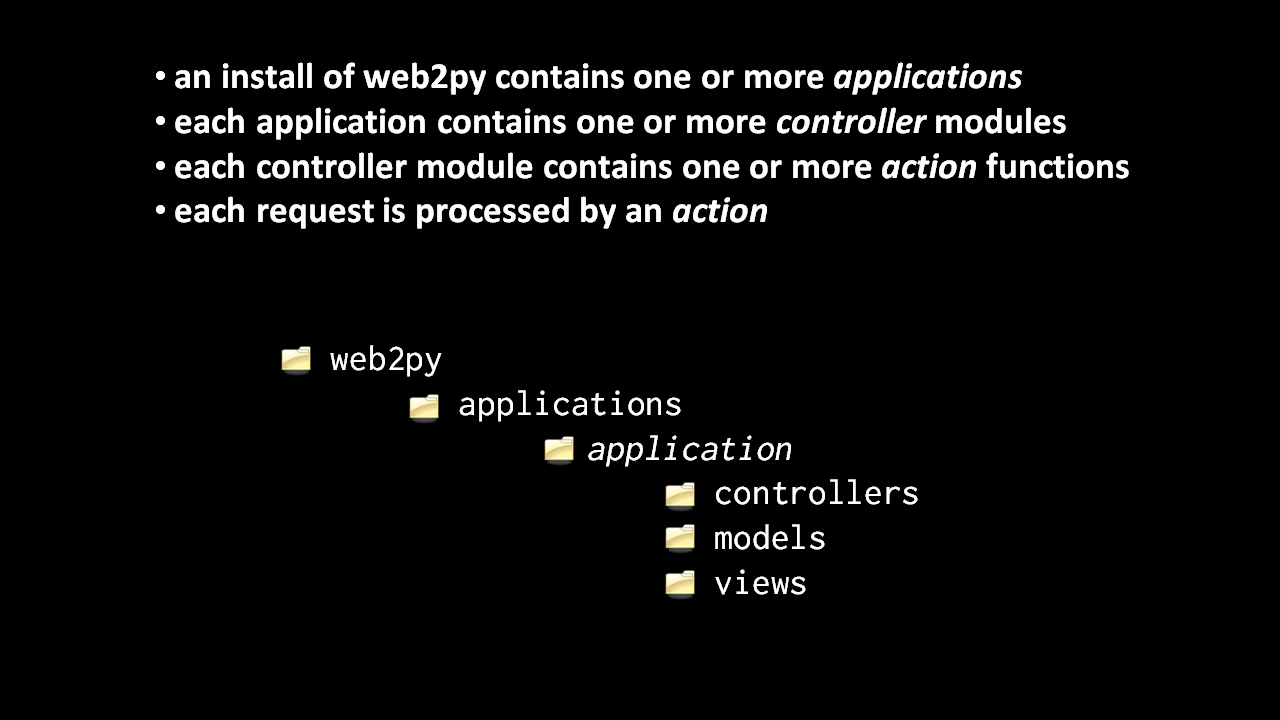 • an install of web2py contains one or more applications
• each application contains one or more controller modules
• each controller module contains one or more action functions
• each request is processed by an action
web2py
applications
application
controllers
models
views